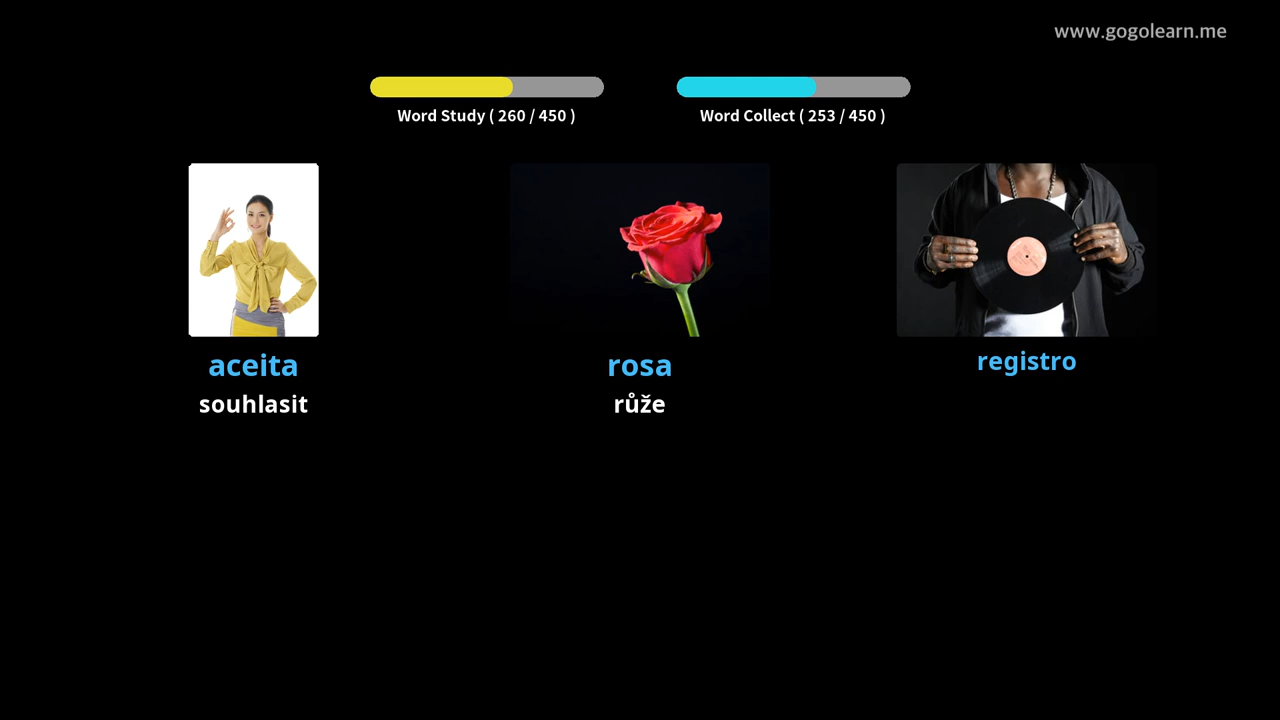 www.gogolearn.me
Word Study ( 260 / 450 )
Word Collect ( 253 / 450 )
aceita
souhlasit
rosa
růže
registro